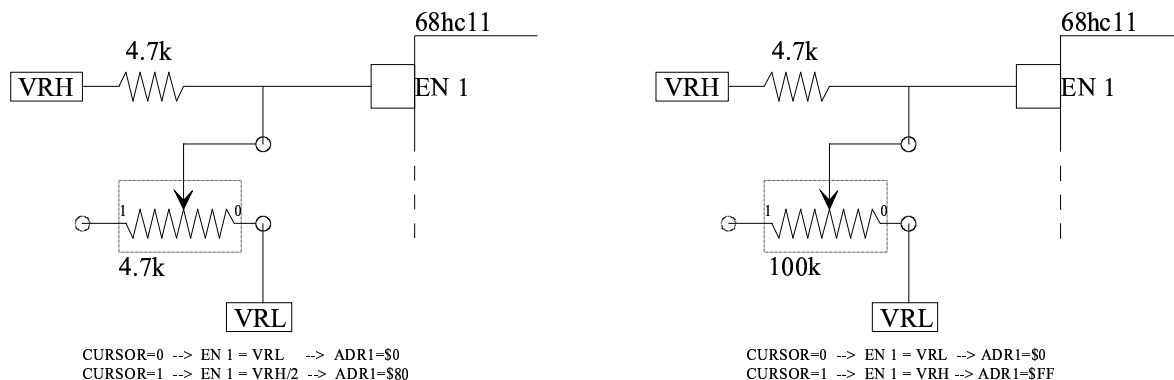 68hc11
4.7k
VRH
EN 1
1
0
4.7k
VRL
CURSOR=0 --> EN 1 = VRL --> ADR1=$0
CURSOR=1 --> EN 1 = VRH/2 --> ADR1=$80
68hc11
4.7k
VRH
EN 1
1
0
100k
VRL
CURSOR=0 --> EN 1 = VRL --> ADR1=$0
CURSOR=1 --> EN 1 = VRH --> ADR1=$FF